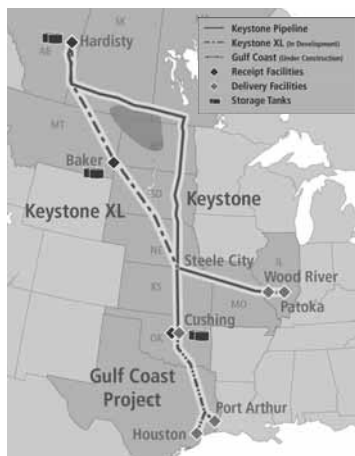 Keystone Pipeline
Keystone XL (In Development)
Gulf Coast (Under Construction)
Receipt Facilities
Delivery Facilities
Storage Tanks
SK
AB
Hardisty
MT
Baker
SD
Keystone XL
Keystone
NE
Steele City
IL
Wood River
KS
MO
Patoka
Cushing
OK
Gulf Coast
Project
Port Arthur
Houston